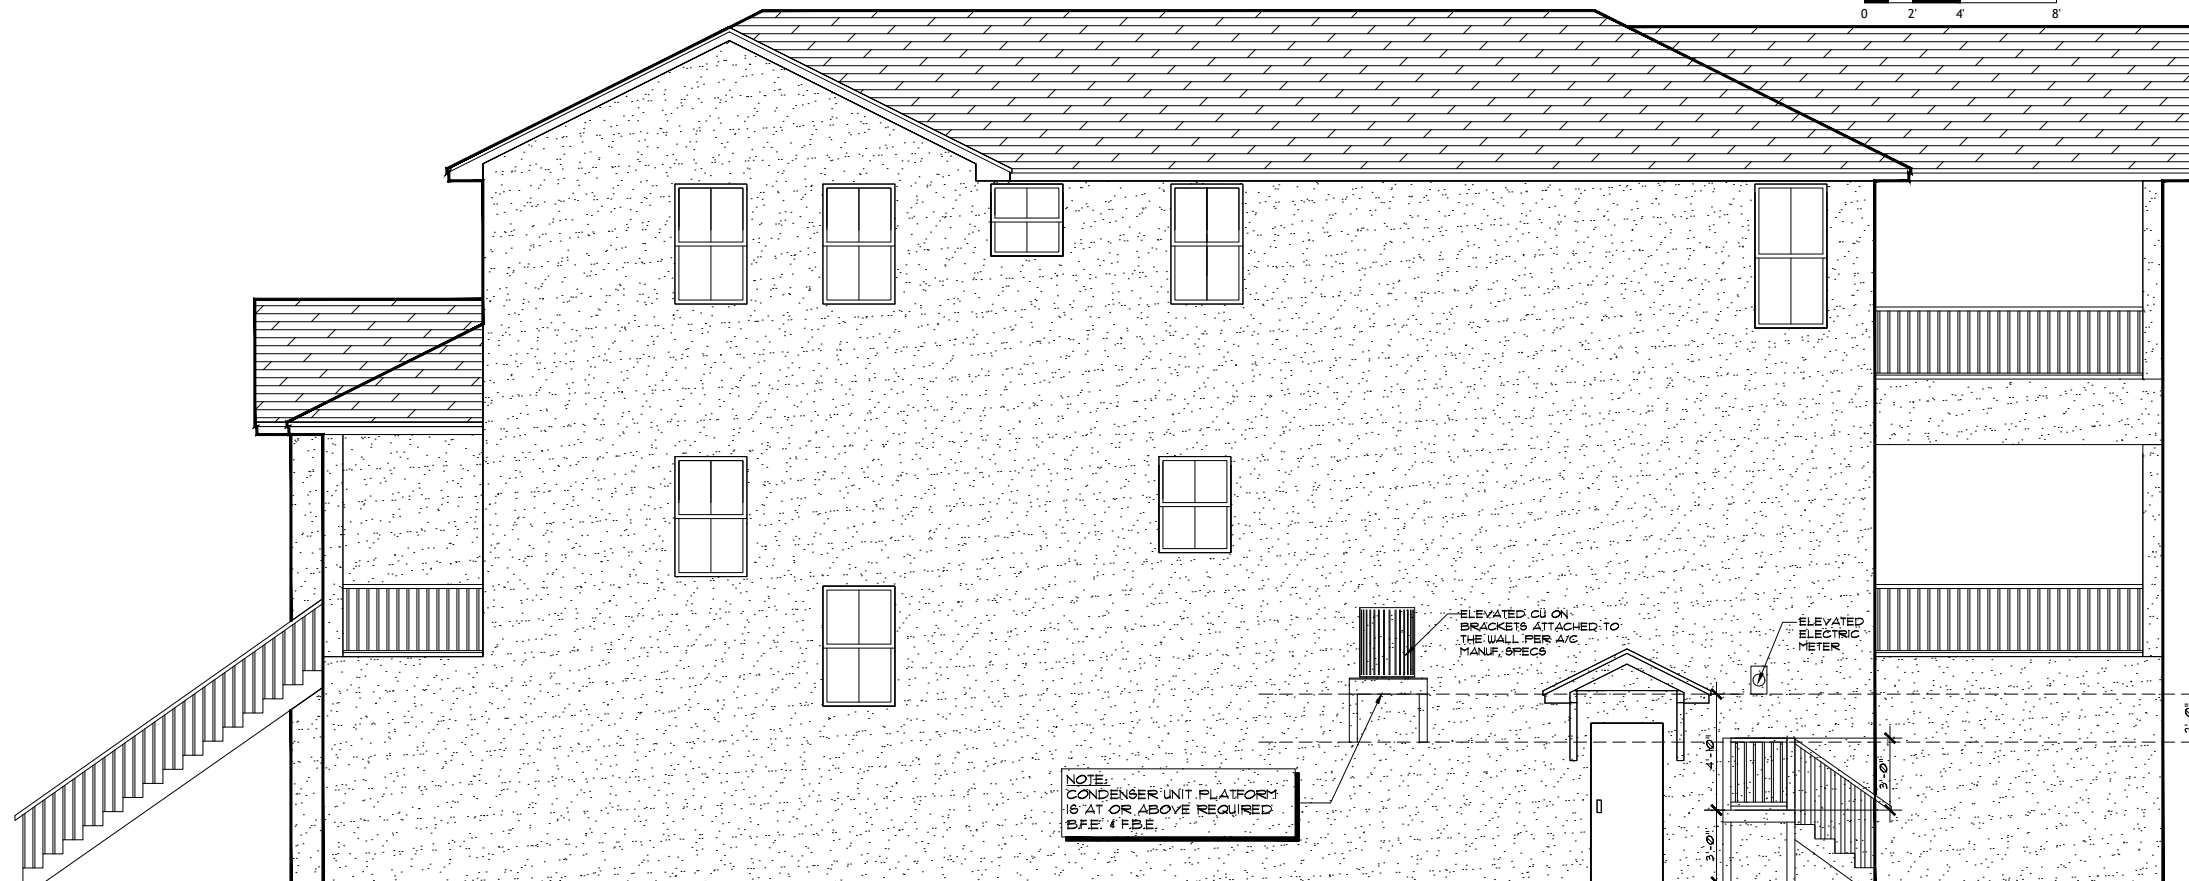 0 2' 4' 8'
ELEVATED CU ON
BRACKETS ATTACHED TO
THE WALL PER A/C
MANUF. SPECS
ELEVATED
ELECTRIC
METER
NOTE:
CONDENSER UNIT PLATFORM
IS AT OR ABOVE REQUIRED
B.F.E. & F.B.E.
4'-0"
3'-0"
3'-0"